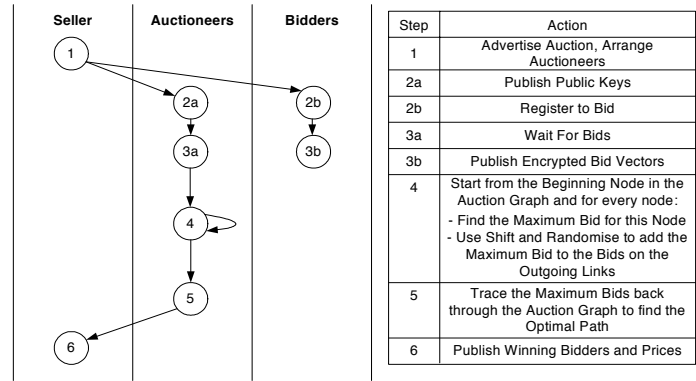 Seller
Auctioneers
Bidders
1
2a
2b
3a
3b
4
5
6
Step Action
1 Advertise Auction, Arrange
Auctioneers
2a Publish Public Keys
2b Register to Bid
3a Wait For Bids
3b Publish Encrypted Bid Vectors
4 Start from the Beginning Node in the
Auction Graph and for every node:
- Find the Maximum Bid for this Node
- Use Shift and Randomise to add the
Maximum Bid to the Bids on the
Outgoing Links
5 Trace the Maximum Bids back
through the Auction Graph to find the
Optimal Path
6 Publish Winning Bidders and Prices